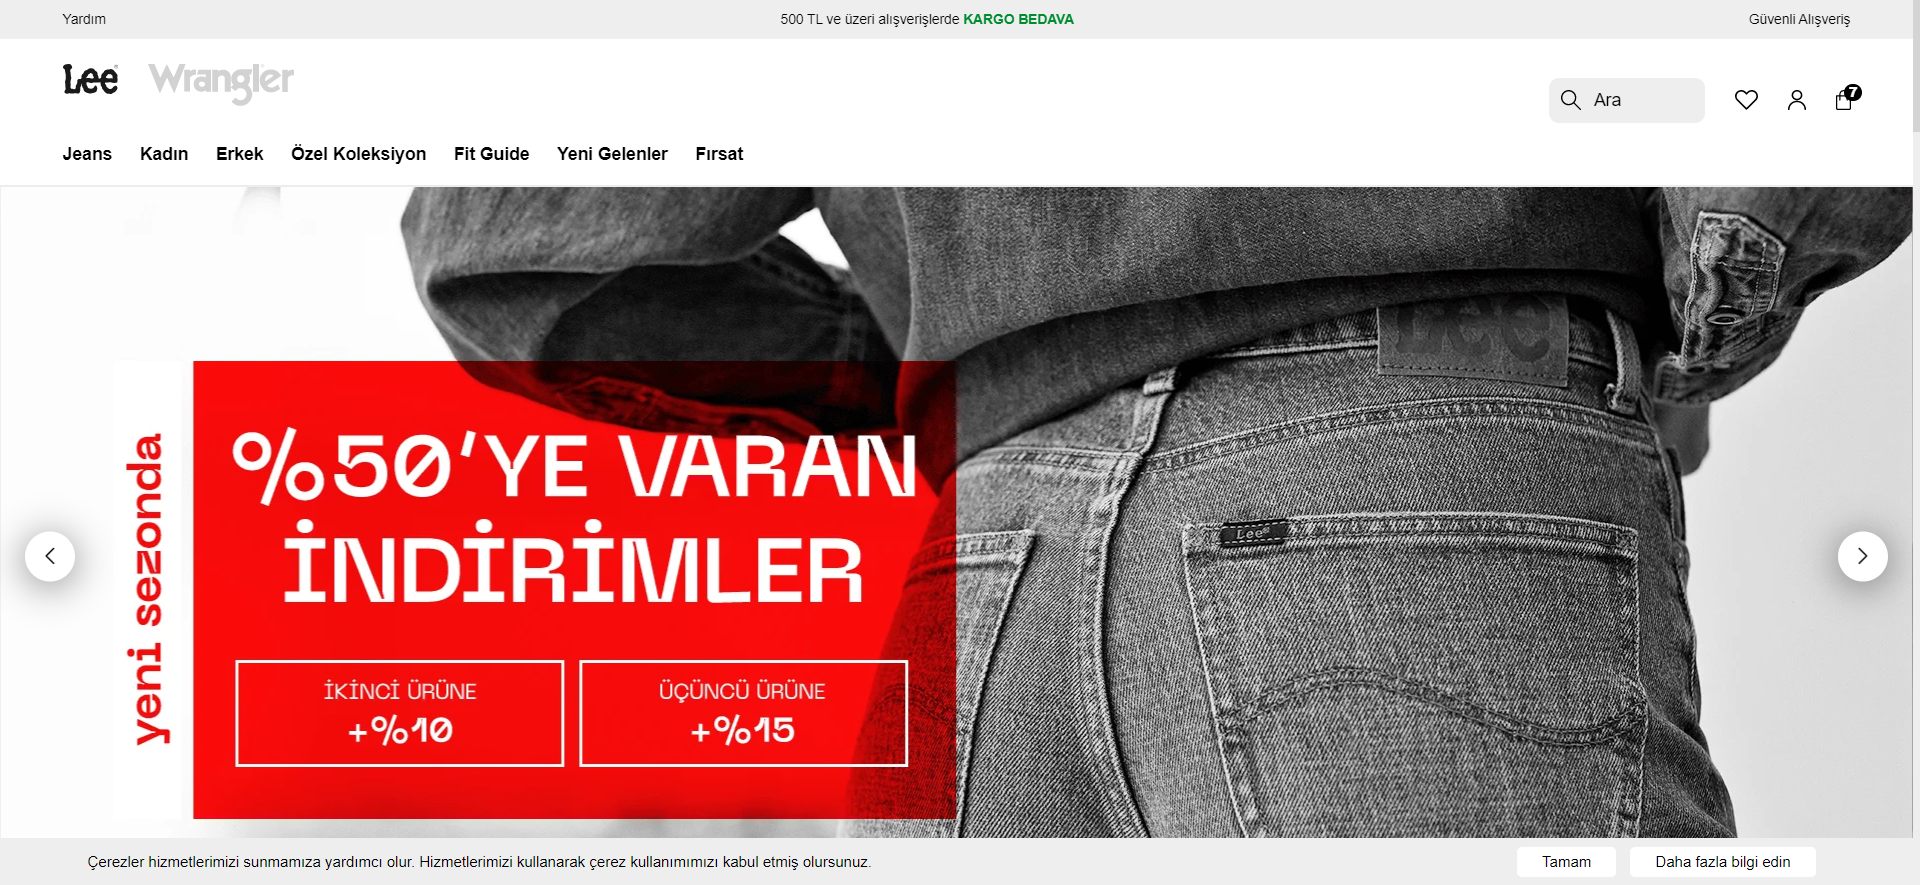 Yardım
500 TL ve üzeri alışverişlerde KARGO BEDAVA
Güvenli Alışveriş
Lee
Wrangler
Ara
7
Jeans Kadın Erkek Özel Koleksiyon Fit Guide Yeni Gelenler Fırsat
Lee
yeni sezonda
%50'YE VARAN
İNDİRİMLER
Lee
İKİNCİ ÜRÜNE
+%10
ÜÇÜNCÜ ÜRÜNE
+%15
Çerezler hizmetlerimizi sunmamıza yardımcı olur. Hizmetlerimizi kullanarak çerez kullanımımızı kabul etmiş olursunuz.
Tamam
Daha fazla bilgi edin